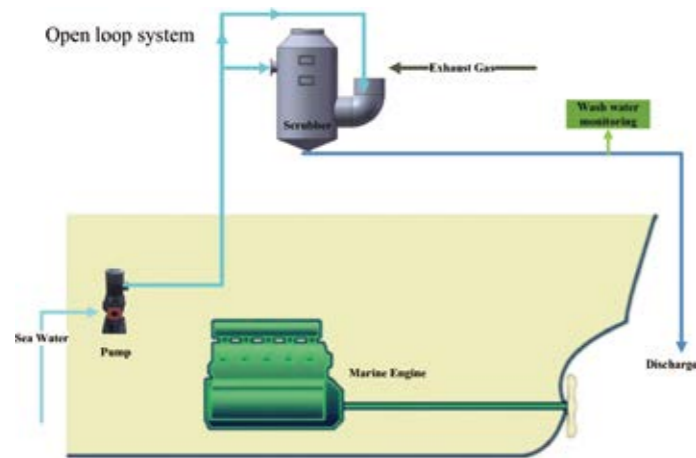 Open loop system
Exhaust Gas
Scrubber
Wash water
monitoring
Sea Water
Pump
Marine Engine
Discharge